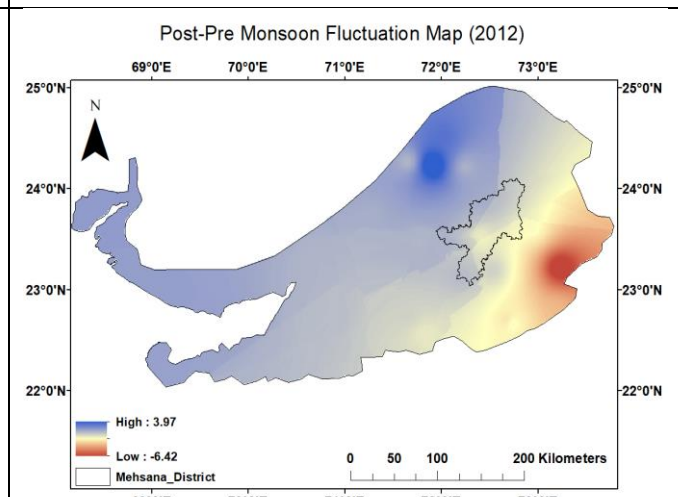 Post-Pre Monsoon Fluctuation Map (2012)
69°0'E 70°0'E 71°0'E 72°0'E 73°0'E
25°0'N 25°0'N
N
24°0'N 24°0'N
23°0'N 23°0'N
22°0'N 22°0'N
High : 3.97
Low : -6.42
0 50 100 200 Kilometers
Mehsana_District